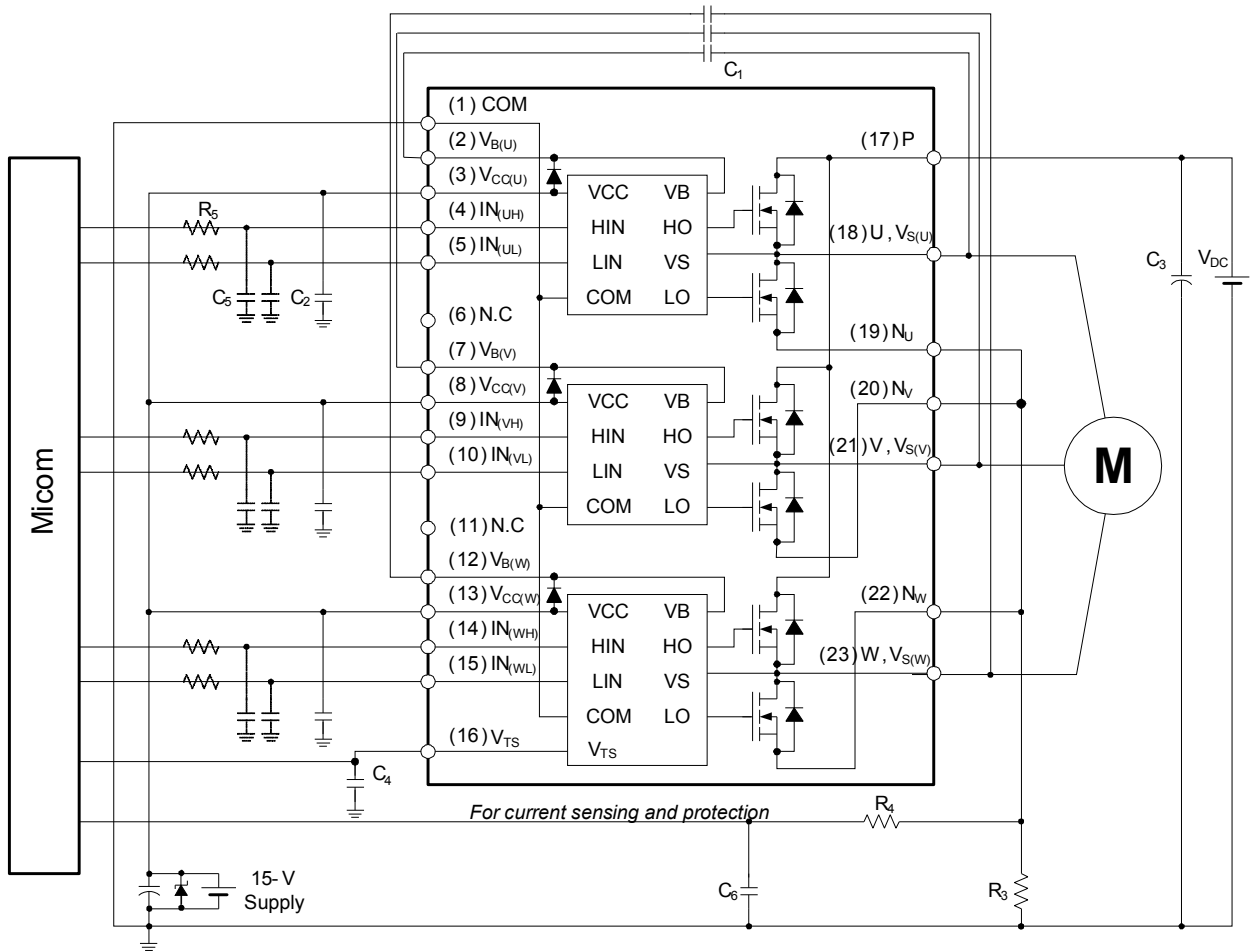 C1
(1) COM
(2) VB(U)
(3) VCC(U)
(4) IN(UH)
(5) IN(UL)
(6) N.C
(7) VB(V)
(8) VCC(V)
(9) IN(VH)
(10) IN(VL)
(11) N.C
(12) VB(W)
(13) VCC(W)
(14) IN(WH)
(15) IN(WL)
(16) VTS
Micom
R5
C5
C2
C4
VCC VB
HIN HO
LIN VS
COM LO
VCC VB
HIN HO
LIN VS
COM LO
VCC VB
HIN HO
LIN VS
COM LO
VTS
(17) P
(18) U, VS(U)
(19) NU
(20) NV
(21) V, VS(V)
(22) NW
(23) W, VS(W)
C3
VDC
M
For current sensing and protection
R4
15-V
Supply
C6
R3